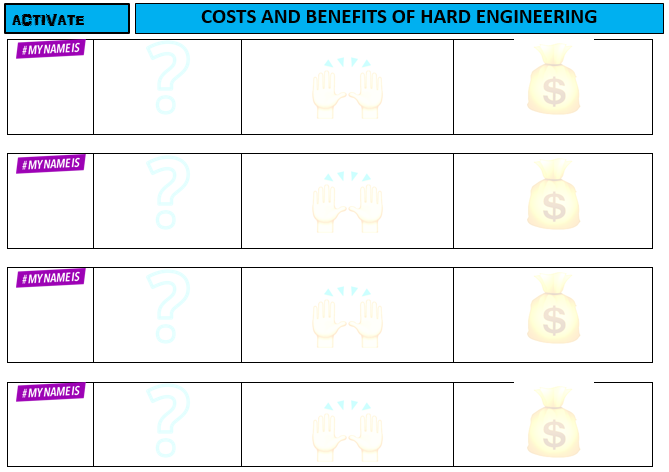 ACTIVATE
COSTS AND BENEFITS OF HARD ENGINEERING
#MYNAMEIS
?
$
#MYNAMEIS
?
$
#MYNAMEIS
?
$
#MYNAMEIS
?
$